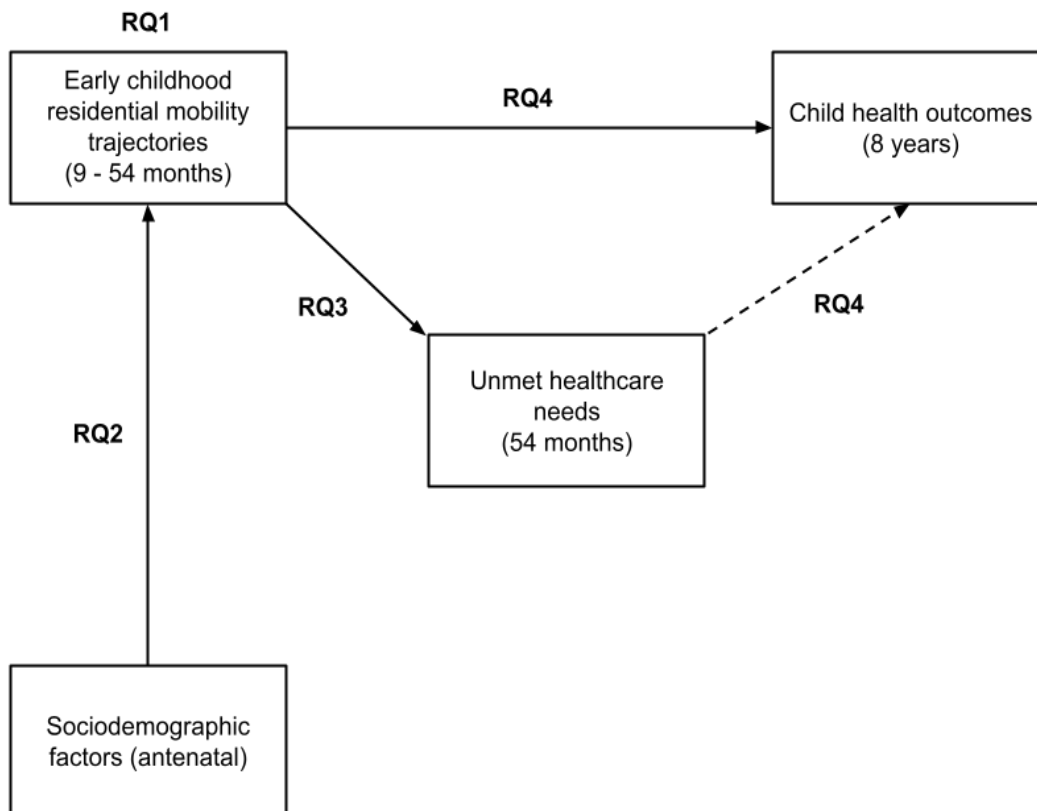 RQ1
Early childhood
residential mobility
trajectories
(9 - 54 months)
RQ4
Child health outcomes
(8 years)
RQ3
RQ4
Unmet healthcare
needs
(54 months)
RQ2
Sociodemographic
factors (antenatal)